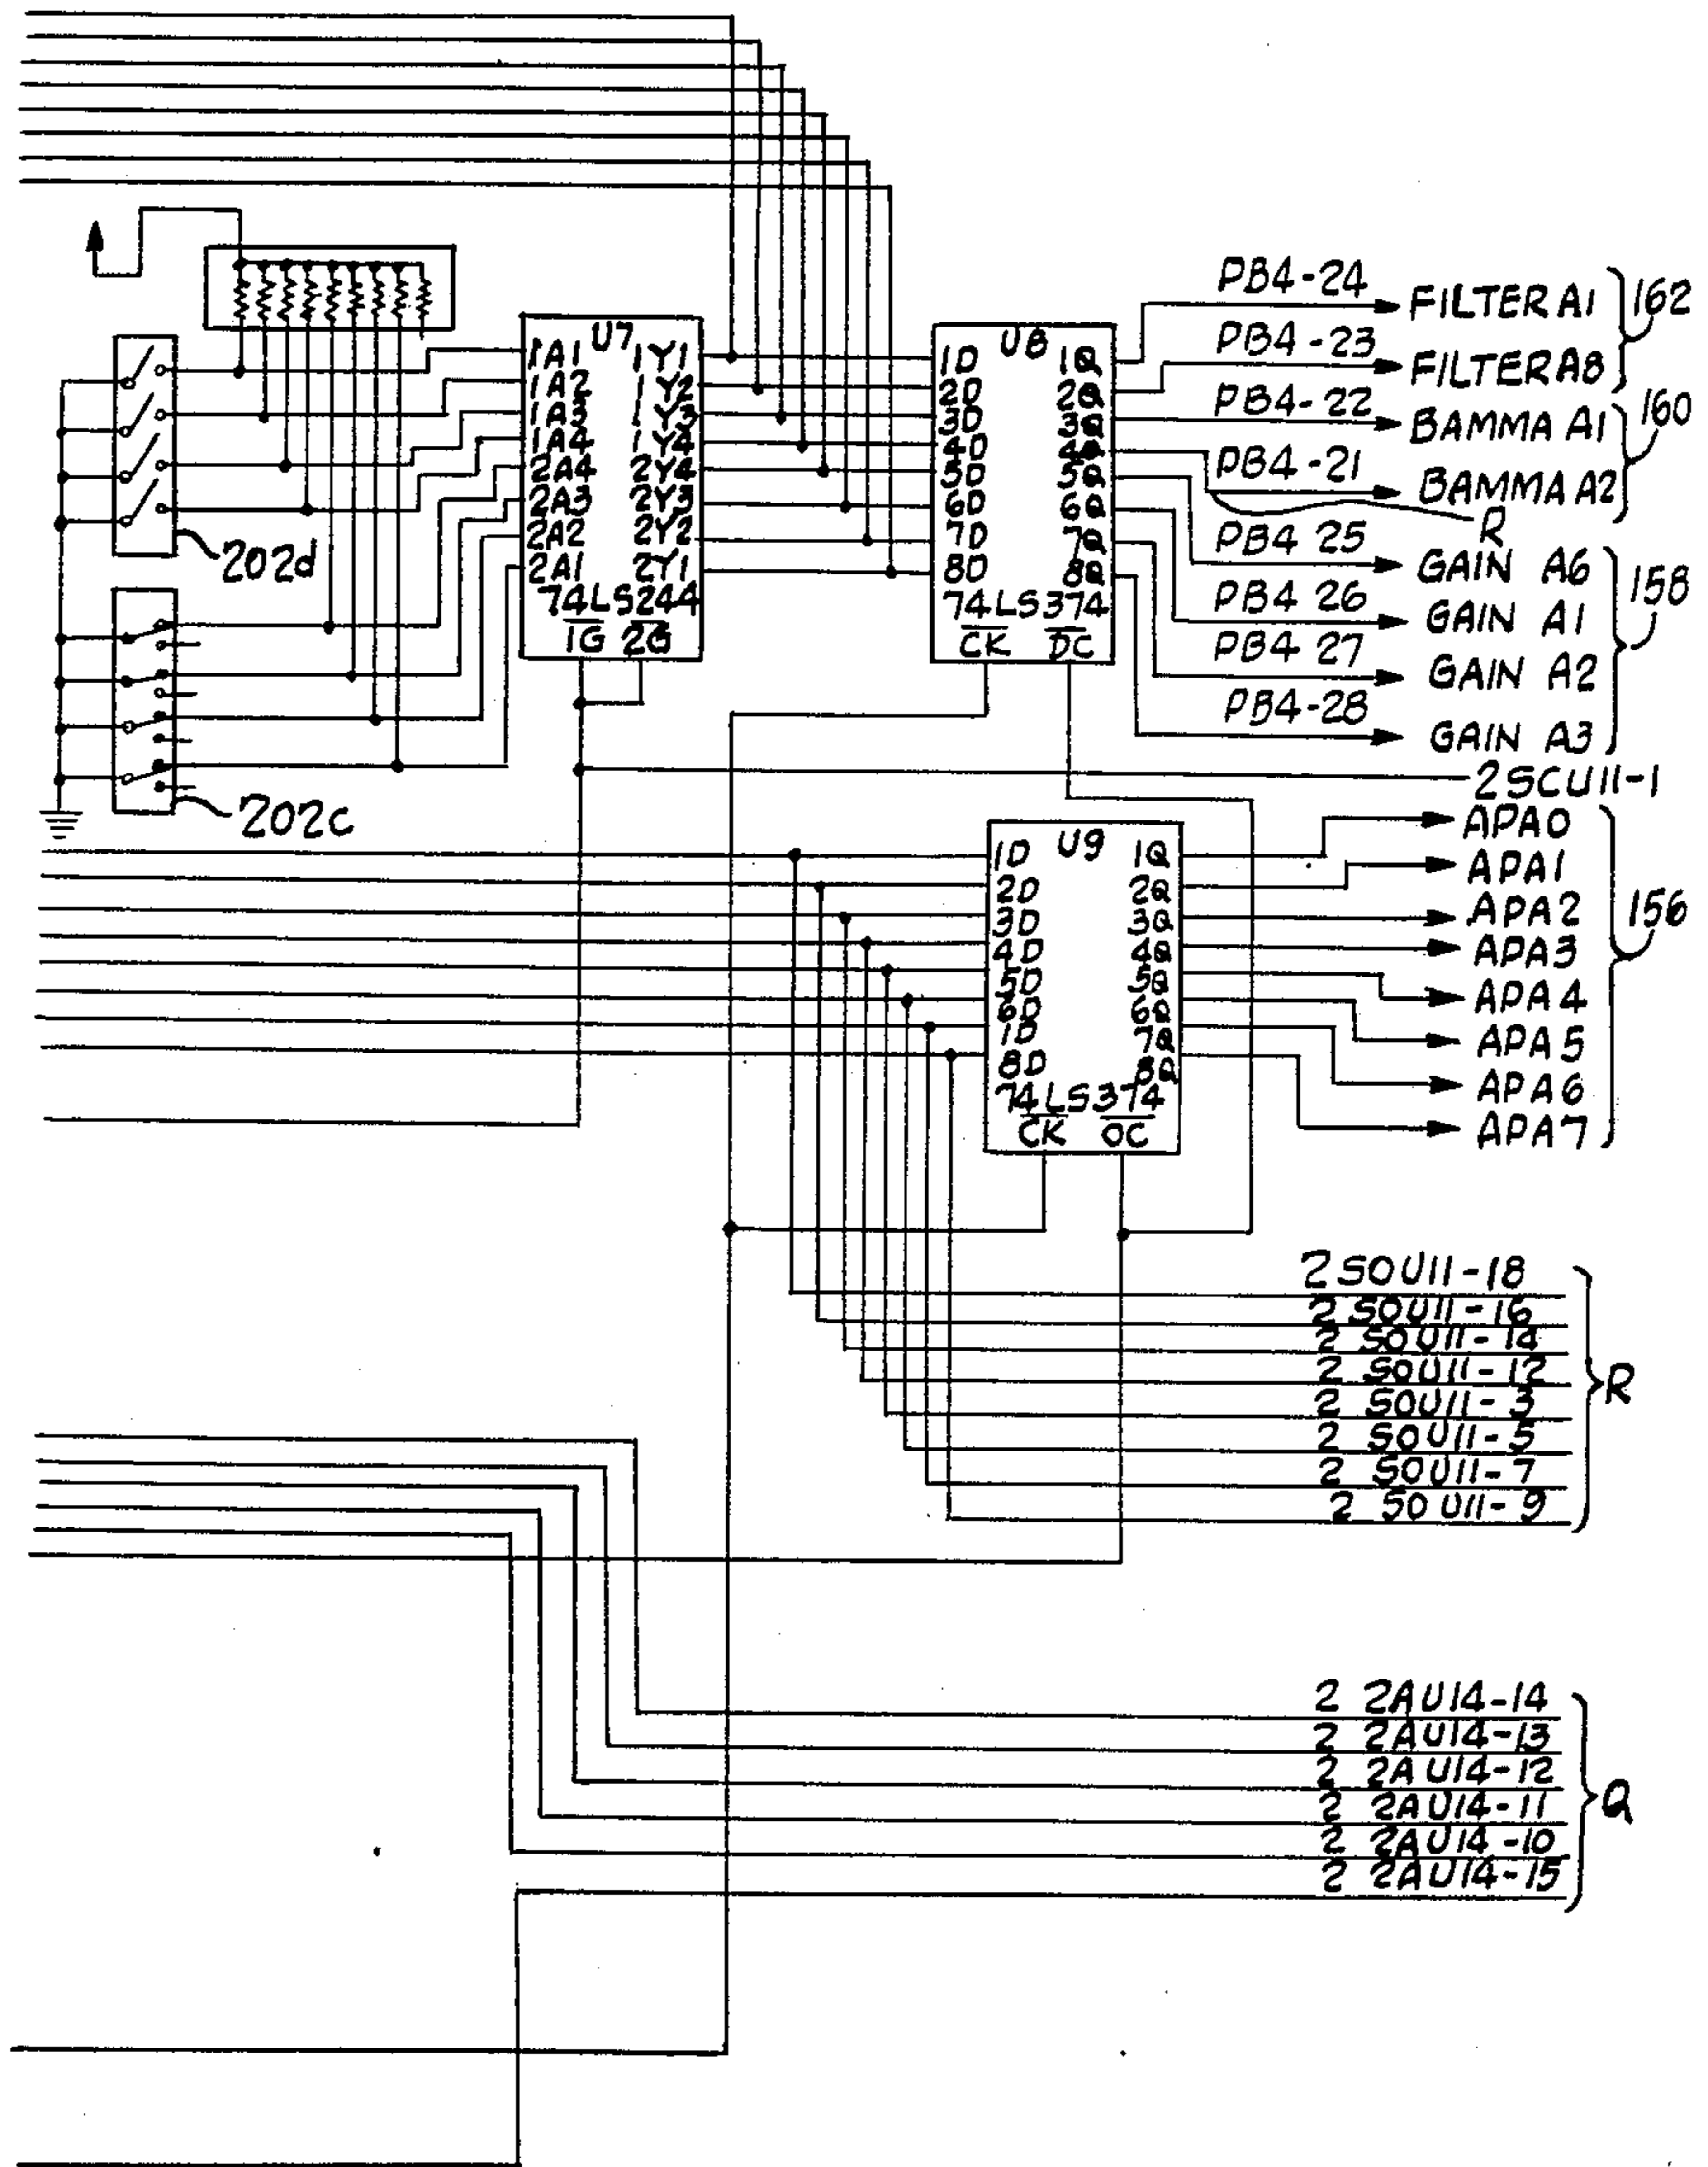 U7
1A1 1Y1
1A2 1Y2
1A3 1Y3
1A4 1Y4
2A4 2Y4
2A3 2Y3
2A2 2Y2
2A1 2Y1
74LS244
1G 2G
202d
202c
U8
1D 1Q
2D 2Q
3D 3Q
4D 4Q
5D 5Q
6D 6Q
7D 7Q
8D 8Q
74LS374
CK DC
PB4-24 FILTER A1
PB4-23 FILTER A8
162
PB4-22 BAMMA A1
PB4-21 BAMMA A2
160
R
PB4 25 GAIN A6
PB4 26 GAIN A1
PB4 27 GAIN A2
PB4-28 GAIN A3
158
2SCU11-1
U9
1D 1Q
2D 2Q
3D 3Q
4D 4Q
5D 5Q
6D 6Q
1D 7Q
8D 8Q
74LS374
CK OC
APA0
APA1
APA2
APA3
APA4
APA5
APA6
APA7
156
2 SOU11-18
2 SOU11-16
2 SOU11-14
2 SOU11-12
2 SOU11-3
2 SOU11-5
2 SOU11-7
2 SOU11-9
R
2 2AU14-14
2 2AU14-13
2 2AU14-12
2 2AU14-11
2 2AU14-10
2 2AU14-15
Q